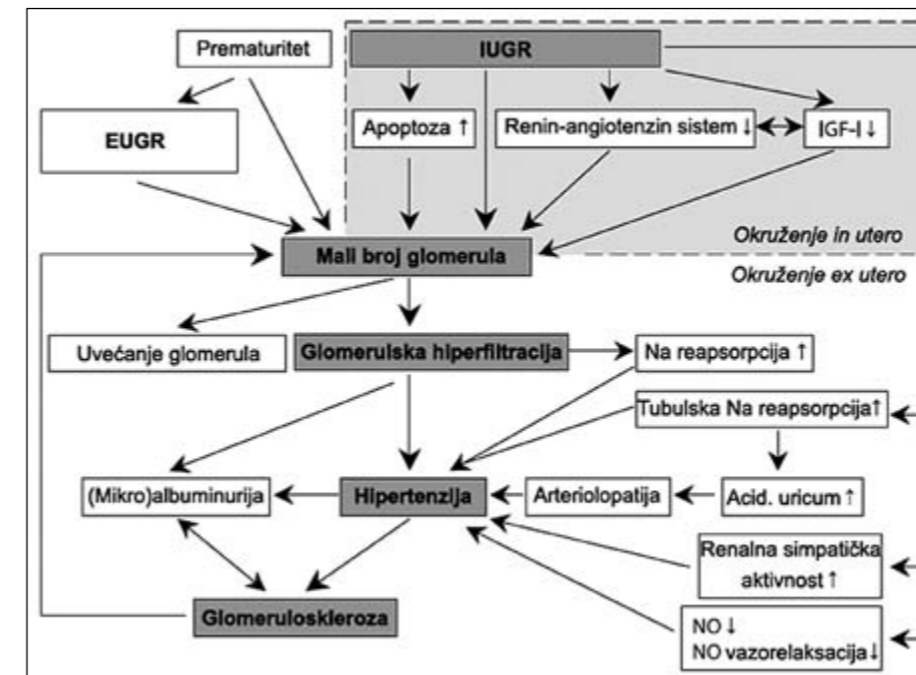 Prematuritet
IUGR
EUGR
Apoptoza ↑
Renin-angiotenzin sistem ↓
IGF-I ↓
Okruženje in utero
Mali broj glomerula
Okruženje ex utero
Uvećanje glomerula
Glomerulska hiperfiltracija
Na reapsorpcija ↑
Tubulska Na reapsorpcija↑
(Mikro)albuminurija
Hipertenzija
Arteriolopatija
Acid. uricum ↑
Renalna simpatička
aktivnost ↑
Glomeruloskleroza
NO ↓
NO vazorelaksacija↓